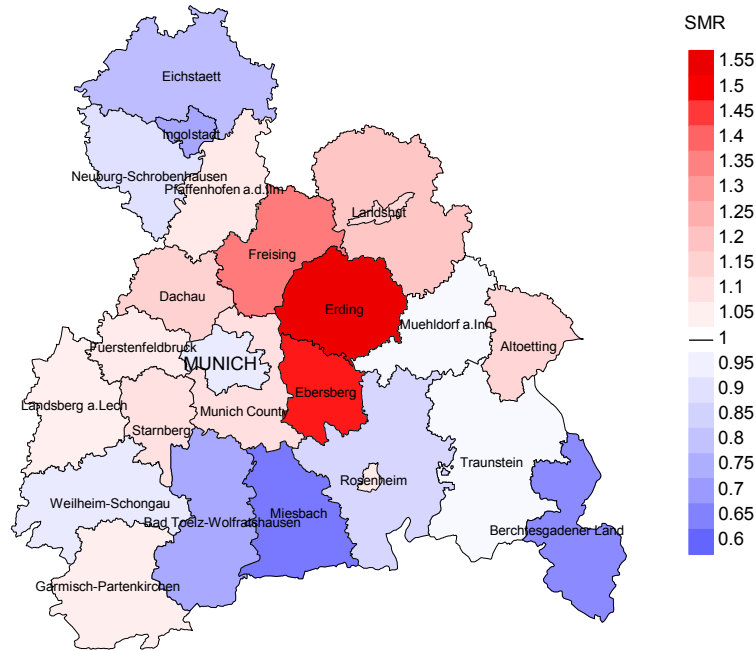 SMR
1.55
1.5
1.45
1.4
1.35
1.3
1.25
1.2
1.15
1.1
1.05
1
0.95
0.9
0.85
0.8
0.75
0.7
0.65
0.6
Eichstaett
Ingolstadt
Neuburg-Schrobenhausen
Pfaffenhofen a.d.Ilm
Landshut
Freising
Dachau
Erding
Muehldorf a.Inn
Altoetting
Fuerstenfeldbruck
MUNICH
Ebersberg
Landsberg a.Lech
Munich County
Starnberg
Traunstein
Rosenheim
Weilheim-Schongau
Miesbach
Bad Toelz-Wolfratshausen
Berchtesgadener Land
Garmisch-Partenkirchen